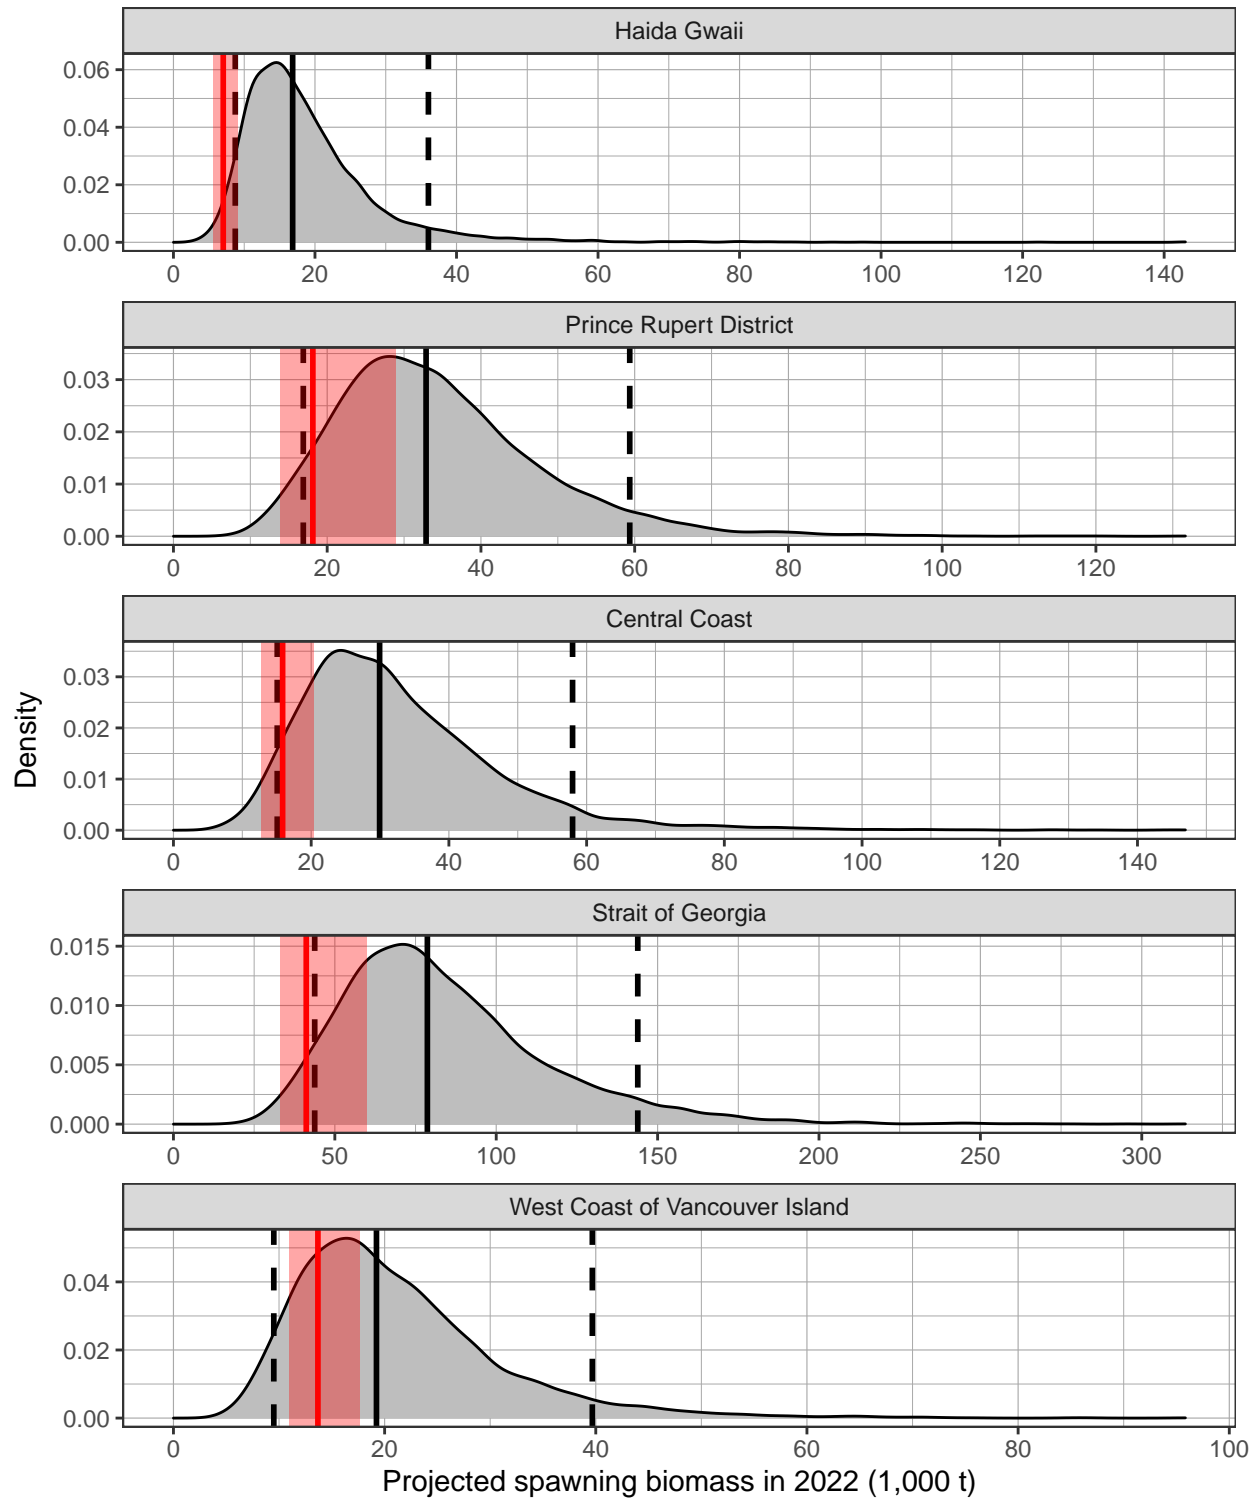 Haida Gwaii
0.06
0.04
0.02
0.00
0 20 40 60 80 100 120 140
Prince Rupert District
0.03
0.02
0.01
0.00
0 20 40 60 80 100 120
Central Coast
0.03
0.02
0.01
0.00
0 20 40 60 80 100 120 140
Density
Strait of Georgia
0.015
0.010
0.005
0.000
0 50 100 150 200 250 300
West Coast of Vancouver Island
0.04
0.02
0.00
0 20 40 60 80 100
Projected spawning biomass in 2022 (1,000 t)